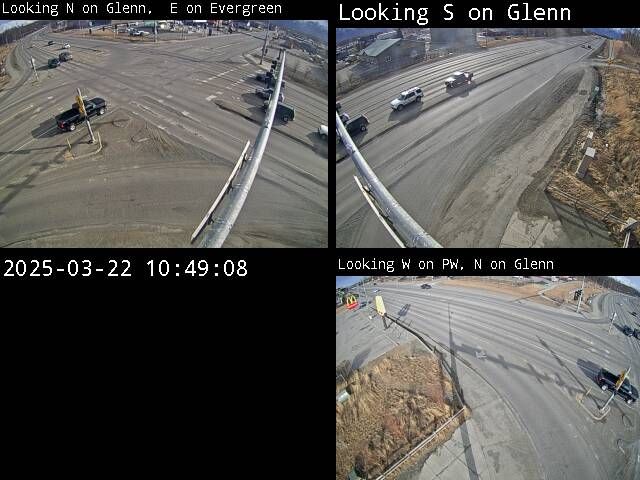 Looking N on Glenn, E on Evergreen
Looking S on Glenn
2025-03-22 10:49:08
Looking W on PW, N on Glenn